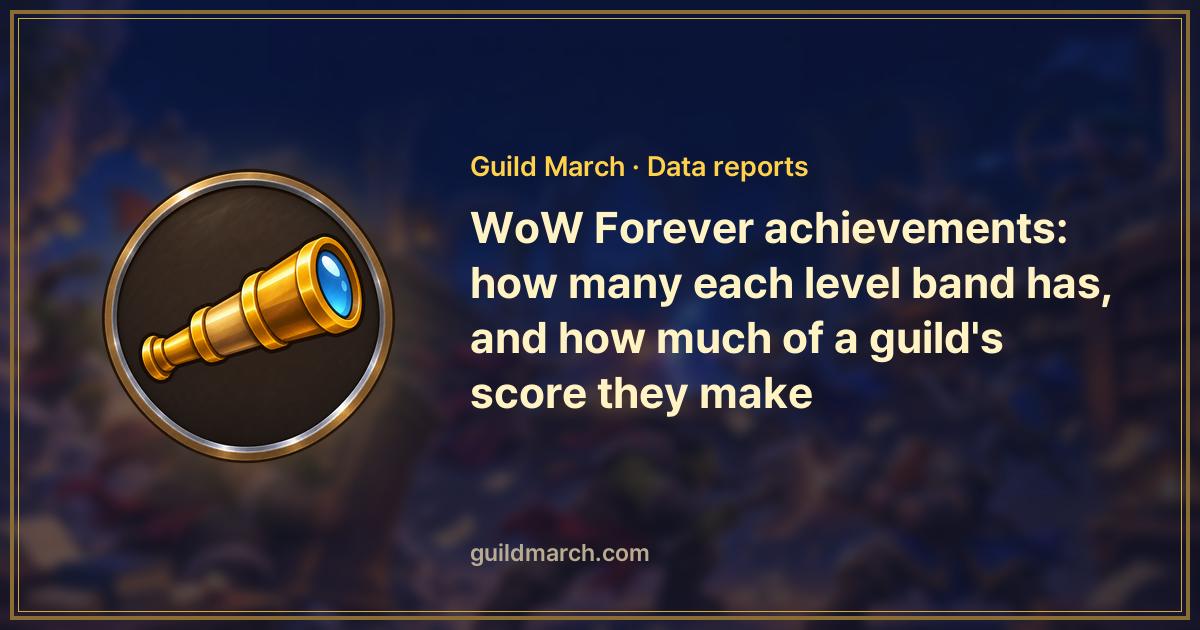 Guild March · Data reports
WoW Forever achievements:
how many each level band has,
and how much of a guild's
score they make
guildmarch.com